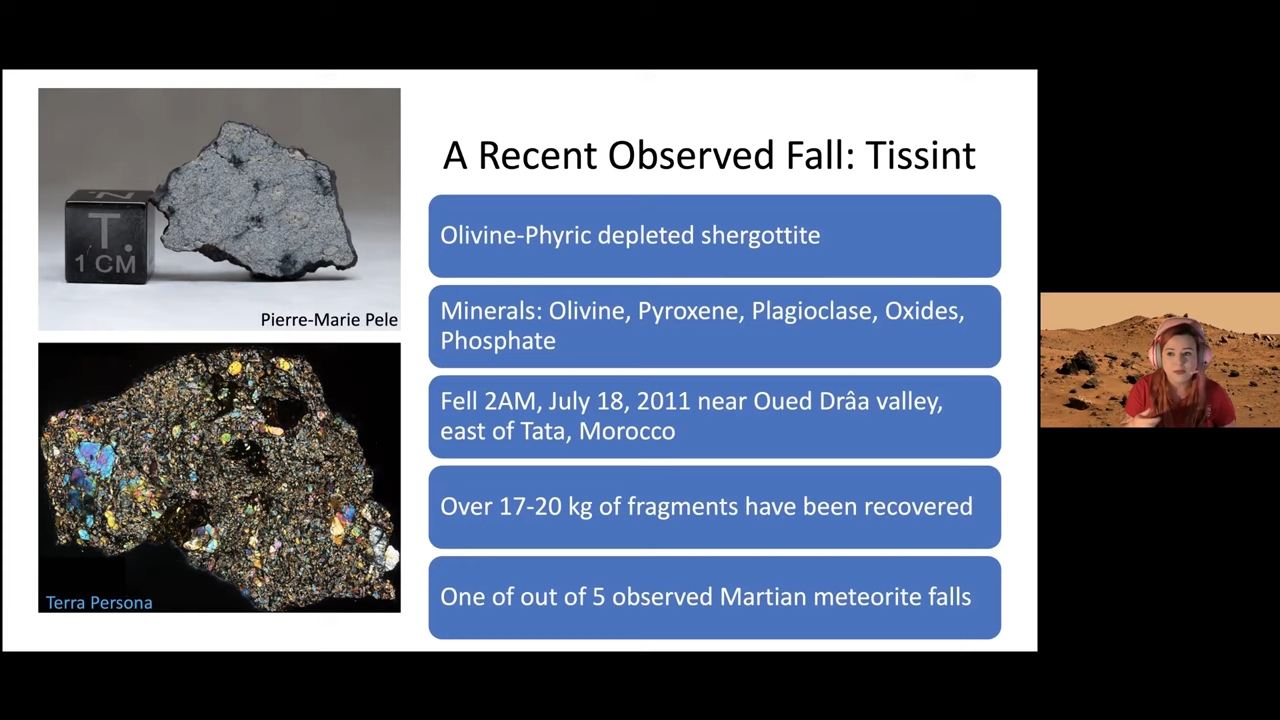 A Recent Observed Fall: Tissint
N
T.
1 CM
Pierre-Marie Pele
Terra Persona
Olivine-Phyric depleted shergottite
Minerals: Olivine, Pyroxene, Plagioclase, Oxides,
Phosphate
Fell 2AM, July 18, 2011 near Oued Drâa valley,
east of Tata, Morocco
Over 17-20 kg of fragments have been recovered
One of out of 5 observed Martian meteorite falls